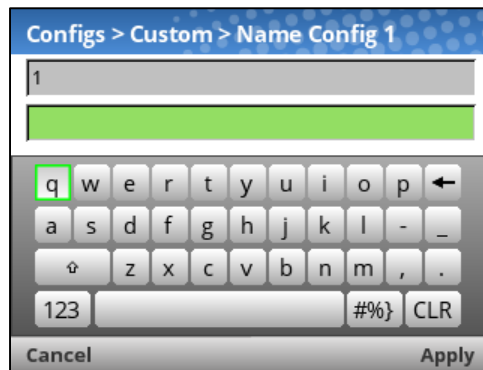 Configs > Custom > Name Config 1
1
q w e r t y u i o p ←
a s d f g h j k l - _
⇧ z x c v b n m , .
123 #%} CLR
Cancel Apply